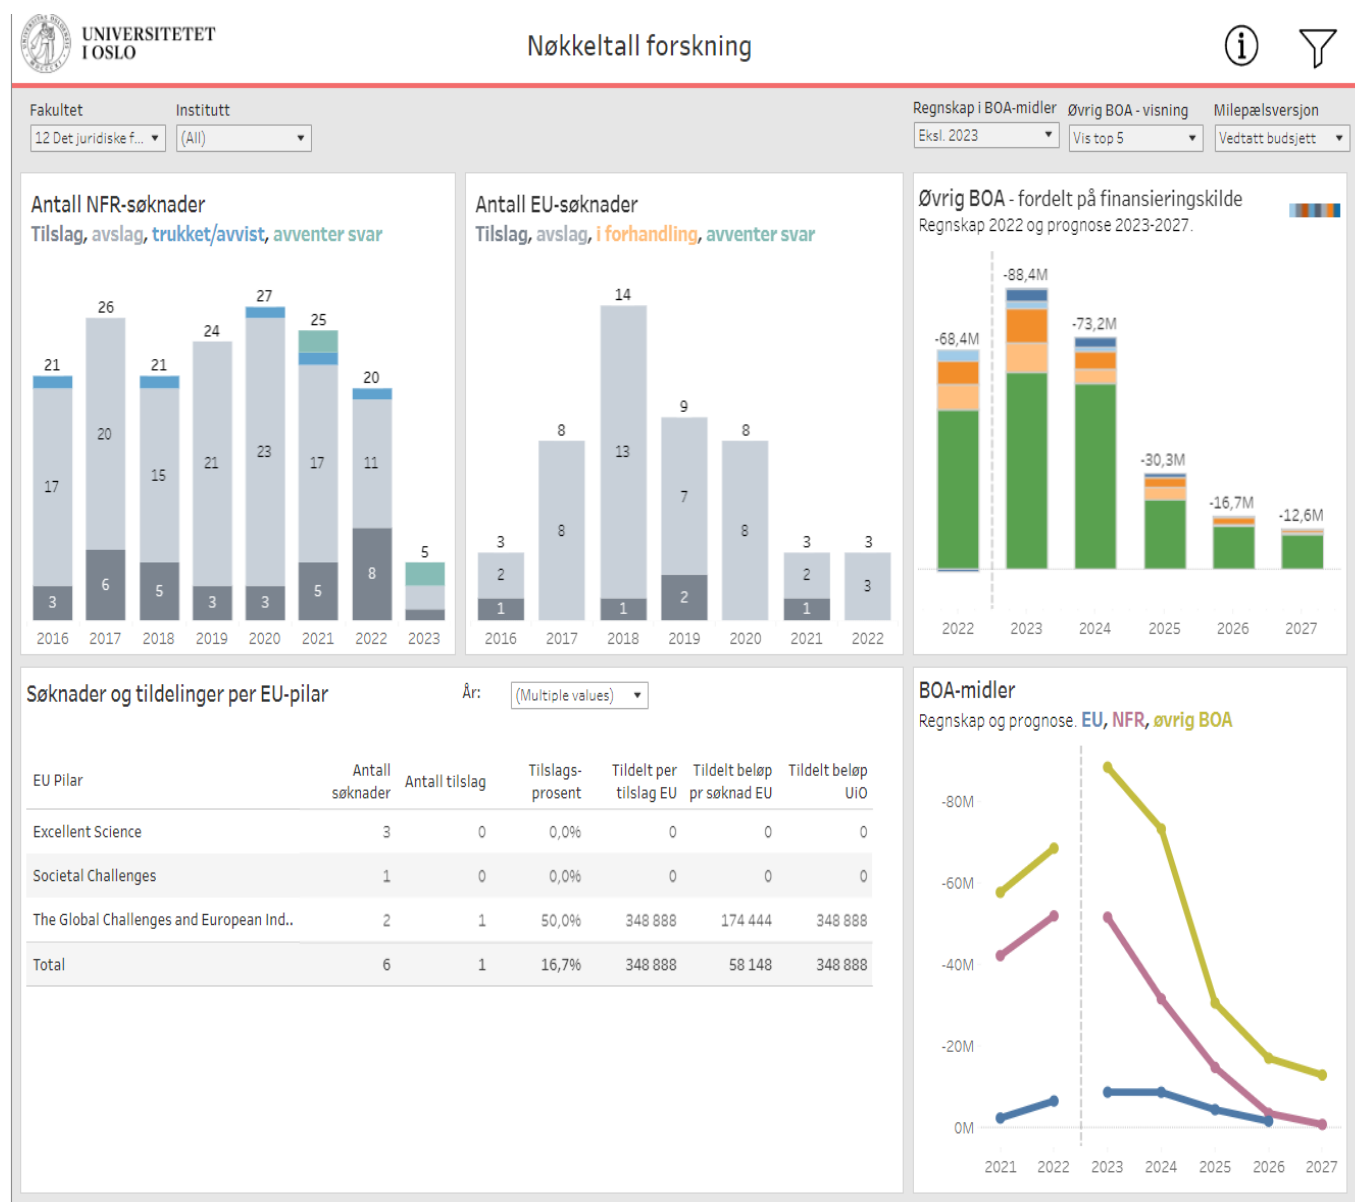 UNIVERSITETET
I OSLO
Nøkkeltall forskning
Fakultet
Institutt
12 Det juridiske f...
(All)
Regnskap i BOA-midler
Øvrig BOA - visning
Milepælsversjon
Eksl. 2023
Vis top 5
Vedtatt budsjett
Antall NFR-søknader
Tilslag, avslag, trukket/avvist, avventer svar
21
26
21
24
27
25
20
5
17
20
15
21
23
17
11
3
6
5
3
3
5
8
2016 2017 2018 2019 2020 2021 2022 2023
Antall EU-søknader
Tilslag, avslag, i forhandling, avventer svar
3
8
14
9
8
3
3
2
8
13
7
8
2
3
1
1
2
1
2016 2017 2018 2019 2020 2021 2022
Øvrig BOA - fordelt på finansieringskilde
Regnskap 2022 og prognose 2023-2027.
-68,4M
-88,4M
-73,2M
-30,3M
-16,7M
-12,6M
2022 2023 2024 2025 2026 2027
Søknader og tildelinger per EU-pilar
År:
(Multiple values)
EU Pilar
Antall søknader
Antall tilslag
Tilslags-prosent
Tildelt per tilslag EU
Tildelt beløp pr søknad EU
Tildelt beløp UiO
Excellent Science 3 0 0,0% 0 0 0
Societal Challenges 1 0 0,0% 0 0 0
The Global Challenges and European Ind.. 2 1 50,0% 348 888 174 444 348 888
Total 6 1 16,7% 348 888 58 148 348 888
BOA-midler
Regnskap og prognose. EU, NFR, øvrig BOA
-80M
-60M
-40M
-20M
0M
2021 2022 2023 2024 2025 2026 2027